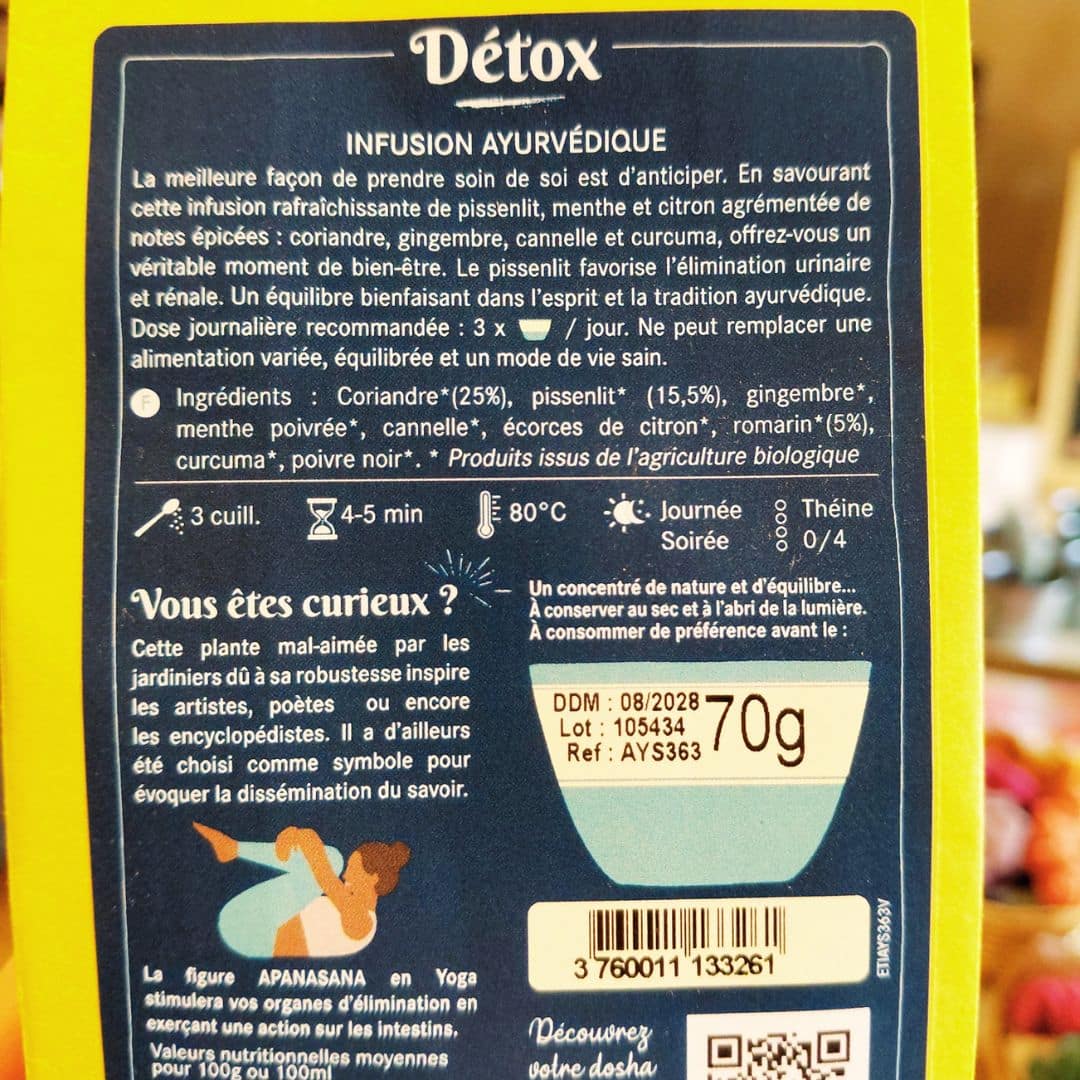 Détox
INFUSION AYURVÉDIQUE
La meilleure façon de prendre soin de soi est d'anticiper. En savourant
cette infusion rafraîchissante de pissenlit, menthe et citron agrémentée de
notes épicées : coriandre, gingembre, cannelle et curcuma, offrez-vous un
véritable moment de bien-être. Le pissenlit favorise l'élimination urinaire
et rénale. Un équilibre bienfaisant dans l'esprit et la tradition ayurvédique.
Dose journalière recommandée : 3 x / jour. Ne peut remplacer une
alimentation variée, équilibrée et un mode de vie sain.
F Ingrédients : Coriandre*(25%), pissenlit* (15,5%), gingembre*,
menthe poivrée*, cannelle*, écorces de citron*, romarin*(5%),
curcuma*, poivre noir*. * Produits issus de l'agriculture biologique
3 cuill.
4-5 min
80°C
Journée
Soirée
Théine
0/4
Vous êtes curieux ?
Cette plante mal-aimée par les
jardiniers dû à sa robustesse inspire
les artistes, poètes ou encore
les encyclopédistes. Il a d'ailleurs
été choisi comme symbole pour
évoquer la dissémination du savoir.
La figure APANASANA en Yoga
stimulera vos organes d'élimination en
exerçant une action sur les intestins.
Valeurs nutritionnelles moyennes
pour 100g ou 100ml
Un concentré de nature et d'équilibre...
À conserver au sec et à l'abri de la lumière.
À consommer de préférence avant le :
DDM : 08/2028
Lot : 105434
Ref : AYS363
70g
3 760011 133261
ETIAYS363V
Découvrez
votre dosha